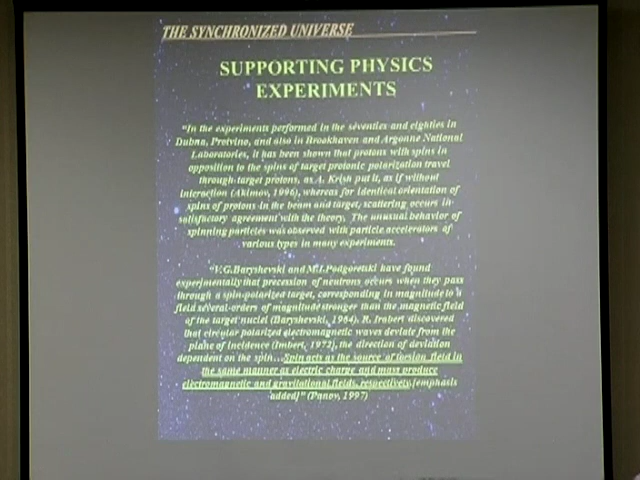 THE SYNCHRONIZED UNIVERSE
SUPPORTING PHYSICS
EXPERIMENTS
"In the experiments performed in the seventies and eighties in
Dubna, Protvino, and also in Brookhaven and Argonne National
Laboratories, it has been shown that protons with spins in
opposition to the spins of target protonic polarization travel
through target protons, as A. Krish put it, as if without
interaction (Akimov, 1996), whereas for identical orientation of
spins of protons in the beam and target, scattering occurs in
satisfactory agreement with the theory. The unusual behavior of
spinning particles was observed with particle accelerators of
various types in many experiments.
"V.G.Baryshevski and M.I.Podgoretski have found
experimentally that precession of neutrons occurs when they pass
through a spin-polarized target, corresponding in magnitude to a
field several-orders of magnitude stronger than the magnetic field
of the target nuclei (Baryshevski, 1964). R. discovered
that circular polarized electromagnetic waves deviate from the
plane of incidence (Imbert, 1972), the direction of deviation
dependent on the spin...Spin acts as the source of torsion field in
the same manner as electric charge and mass produce
electromagnetic and gravitational fields, respectively.[emphasis
added]" (Panov, 1997)